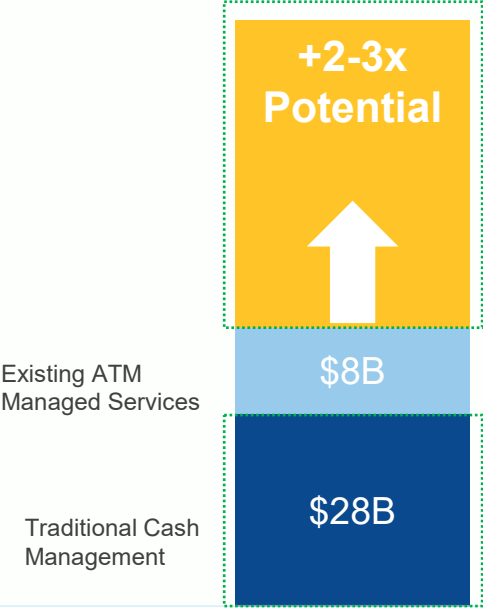 +2-3x
Potential
Existing ATM
Managed Services
$8B
Traditional Cash
Management
$28B